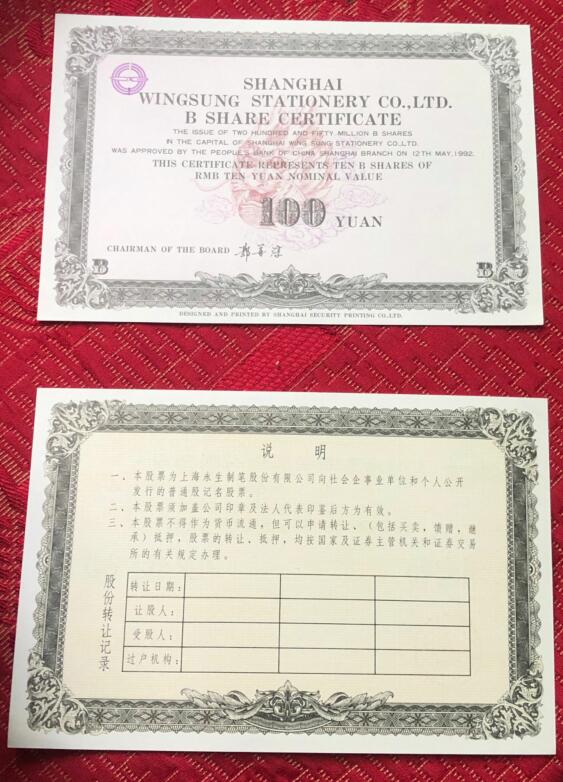 SHANGHAI
WINGSUNG STATIONERY CO.,LTD.
B SHARE CERTIFICATE
THE ISSUE OF TWO HUNDRED AND FIFTY MILLION B SHARES
IN THE CAPITAL OF SHANGHAI WING SUNG STATIONERY CO.,LTD.
WAS APPROVED BY THE PEOPLE'S BANK OF CHINA SHANGHAI BRANCH ON 12TH MAY,1992.
THIS CERTIFICATE REPRESENTS TEN B SHARES OF
RMB TEN YUAN NOMINAL VALUE
100 YUAN
CHAIRMAN OF THE BOARD
B B
DESIGNED AND PRINTED BY SHANGHAI SECURITY PRINTING CO.,LTD.
说 明
一、本股票为上海永生制笔股份有限公司向社会企事业单位和个人公开
发行的普通股记名股票。
二、本股票须加盖公司印章及法人代表印鉴后方为有效。
三、本股票不得作为货币流通，但可以申请转让、（包括买卖，馈赠，继
承）抵押，股票的转让、抵押，均按国家及证券主管机关和证券交易
所的有关规定办理。
股份转让记录
转让日期：
让股人：
受股人：
过户机构：